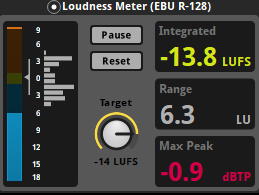 Loudness Meter (EBU R-128)
9
6
3
0
3
6
9
12
15
18
Pause
Reset
Target
-14 LUFS
Integrated
-13.8 LUFS
Range
6.3 LU
Max Peak
-0.9 dBTP